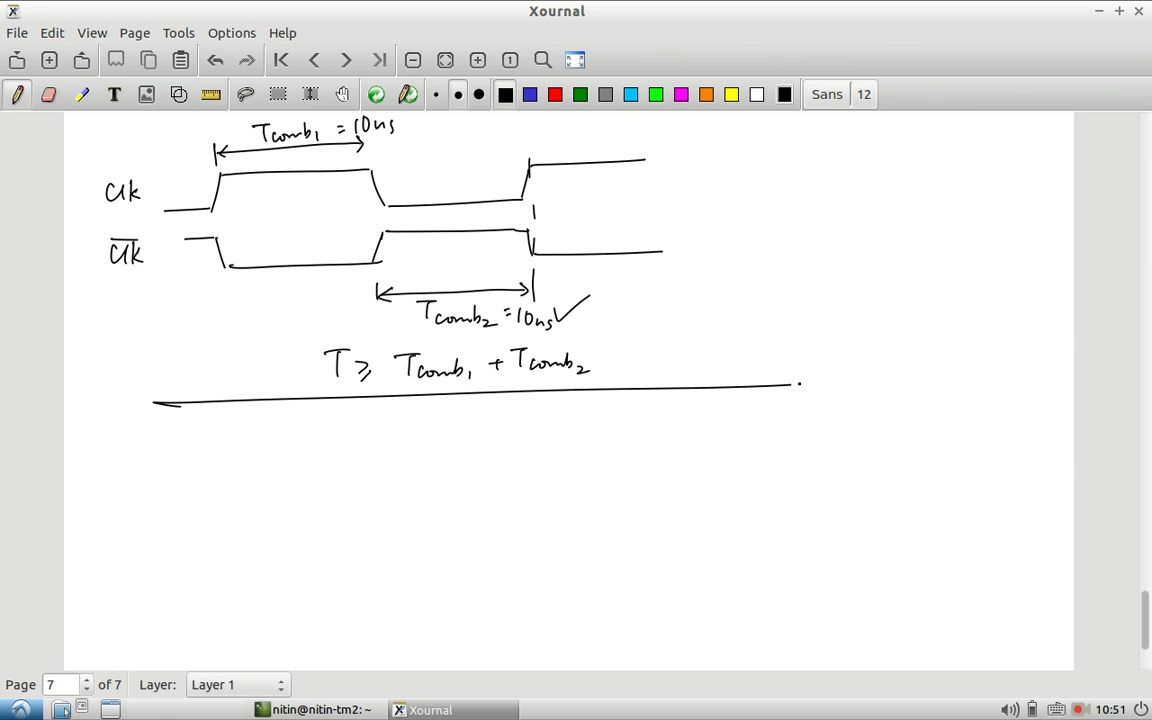 Xournal
File Edit View Page Tools Options Help
Sans 12
Tcomb₁ = 10ns
Clk
C̅l̅k̅
Tcomb₂ = 10ns ✓
T ⩾ Tcomb₁ + Tcomb₂
Page 7 of 7 Layer: Layer 1
nitin@nitin-tm2: ~ Xournal 10:51